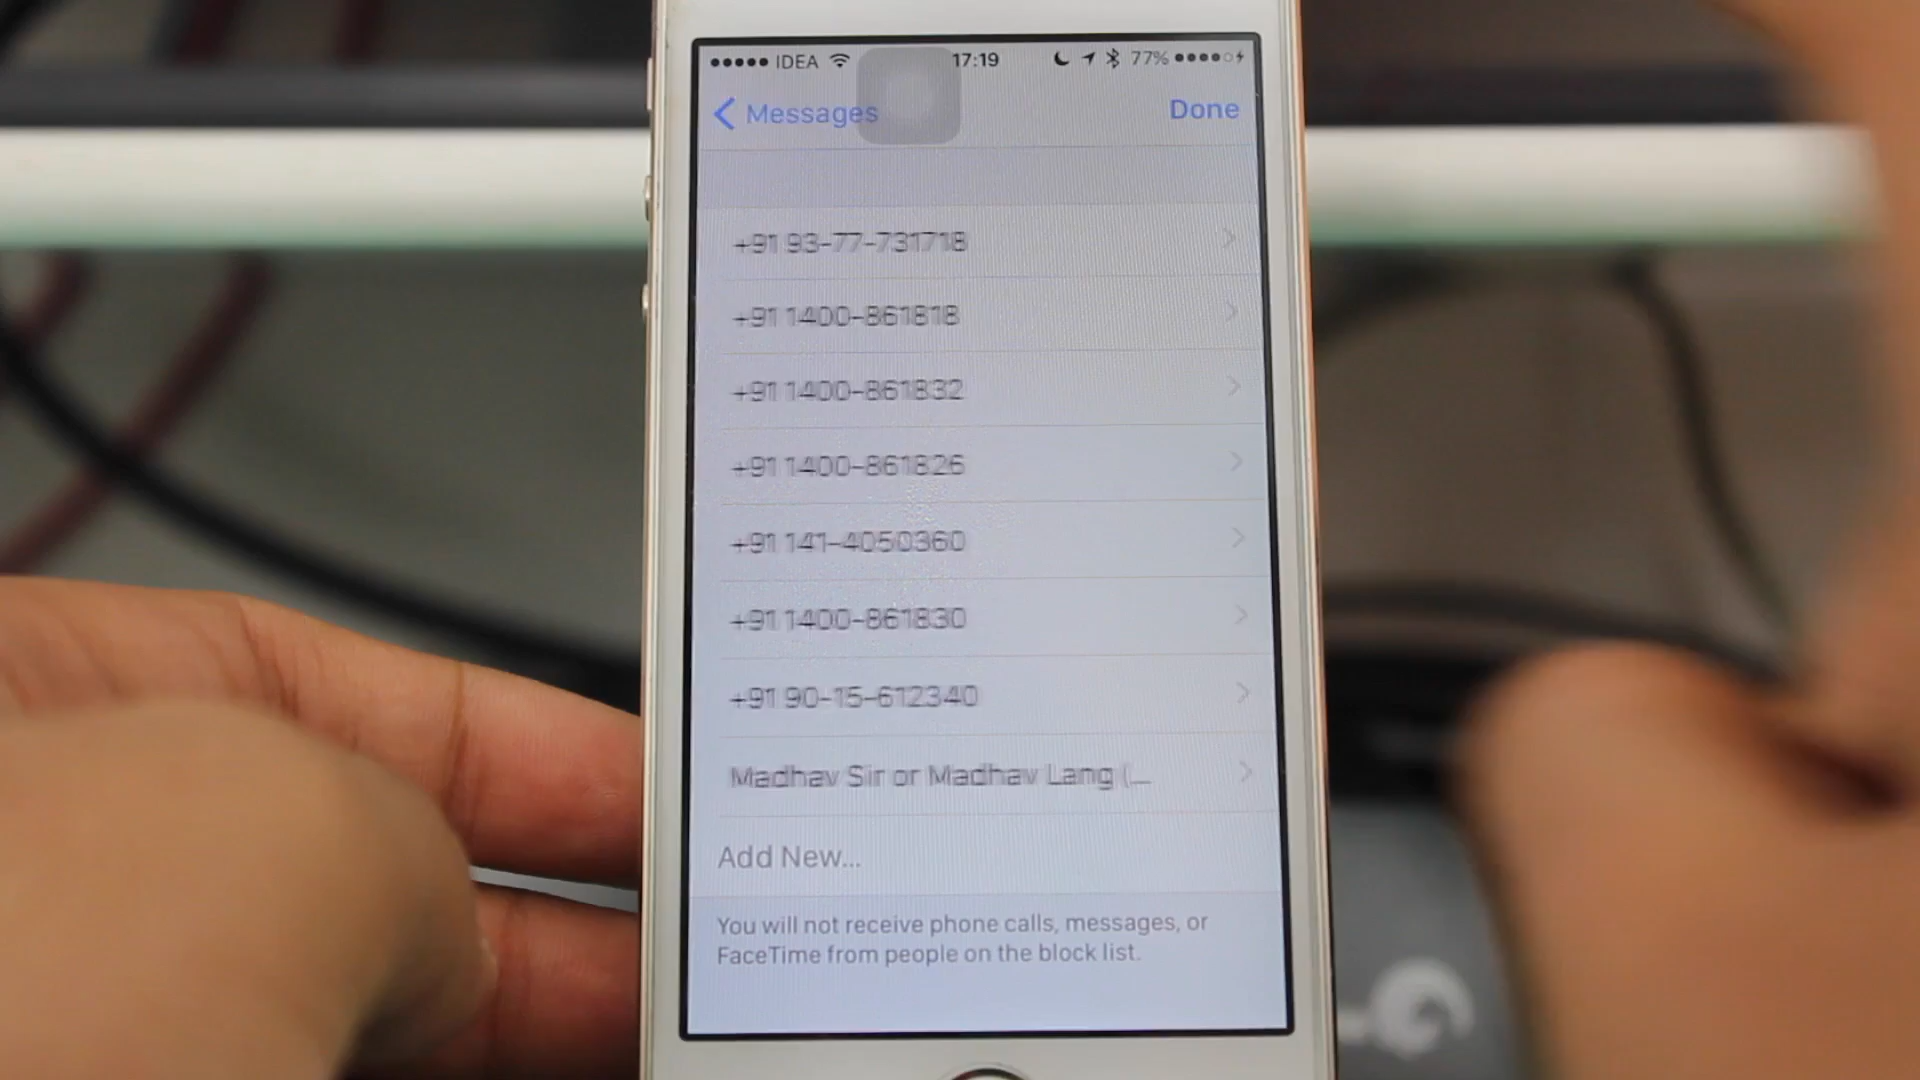 IDEA 17:19 77%
Messages Done
+91 93-77-731718
+91 1400-861818
+91 1400-861832
+91 1400-861826
+91 141-4050360
+91 1400-861830
+91 90-15-612340
Madhav Sir or Madhav Lang (...
Add New...
You will not receive phone calls, messages, or
FaceTime from people on the block list.